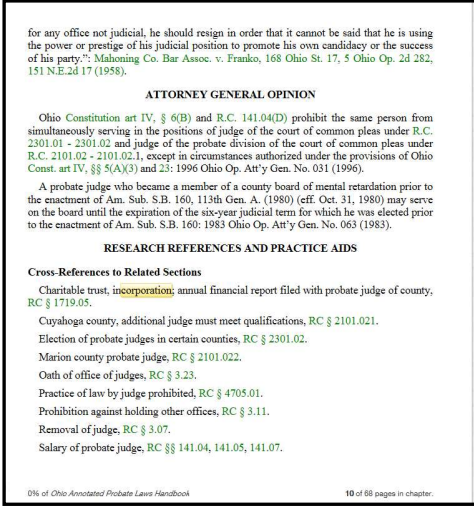 for any office not judicial, he should resign in order that it cannot be said that he is using
the power or prestige of his judicial position to promote his own candidacy or the success
of his party.": Mahoning Co. Bar Assoc. v. Franko, 168 Ohio St. 17, 5 Ohio Op. 2d 282,
151 N.E.2d 17 (1958).
ATTORNEY GENERAL OPINION
Ohio Constitution art IV, § 6(B) and R.C. 141.04(D) prohibit the same person from
simultaneously serving in the positions of judge of the court of common pleas under R.C.
2301.01 - 2301.02 and judge of the probate division of the court of common pleas under
R.C. 2101.02 - 2101.02.1, except in circumstances authorized under the provisions of Ohio
Const. art IV, §§ 5(A)(3) and 23: 1996 Ohio Op. Att'y Gen. No. 031 (1996).
A probate judge who became a member of a county board of mental retardation prior to
the enactment of Am. Sub. S.B. 160, 113th Gen. A. (1980) (eff. Oct. 31, 1980) may serve
on the board until the expiration of the six-year judicial term for which he was elected prior
to the enactment of Am. Sub. S.B. 160: 1983 Ohio Op. Att'y Gen. No. 063 (1983).
RESEARCH REFERENCES AND PRACTICE AIDS
Cross-References to Related Sections
Charitable trust, incorporation; annual financial report filed with probate judge of county,
RC § 1719.05.
Cuyahoga county, additional judge must meet qualifications, RC § 2101.021.
Election of probate judges in certain counties, RC § 2301.02.
Marion county probate judge, RC § 2101.022.
Oath of office of judges, RC § 3.23.
Practice of law by judge prohibited, RC § 4705.01.
Prohibition against holding other offices, RC § 3.11.
Removal of judge, RC § 3.07.
Salary of probate judge, RC §§ 141.04, 141.05, 141.07.
0% of Ohio Annotated Probate Laws Handbook
10 of 68 pages in chapter.